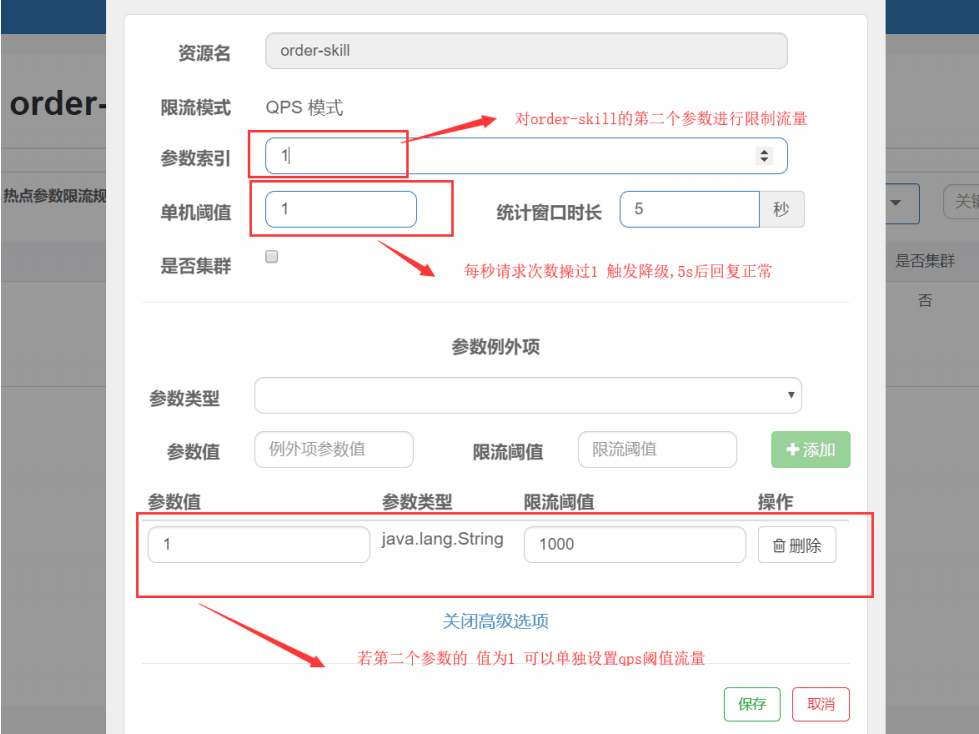 资源名 order-skill
order-
限流模式 QPS 模式
对order-skill的第二个参数进行限制流量
参数索引 1
热点参数限流规
关键
单机阈值 1 统计窗口时长 5 秒
是否集群
是否集群
每秒请求次数操过1 触发降级,5s后回复正常
否
参数例外项
参数类型
参数值 例外项参数值 限流阈值 限流阈值 添加
参数值 参数类型 限流阈值 操作
1 java.lang.String 1000 删除
关闭高级选项
若第二个参数的 值为1 可以单独设置qps阈值流量
保存 取消